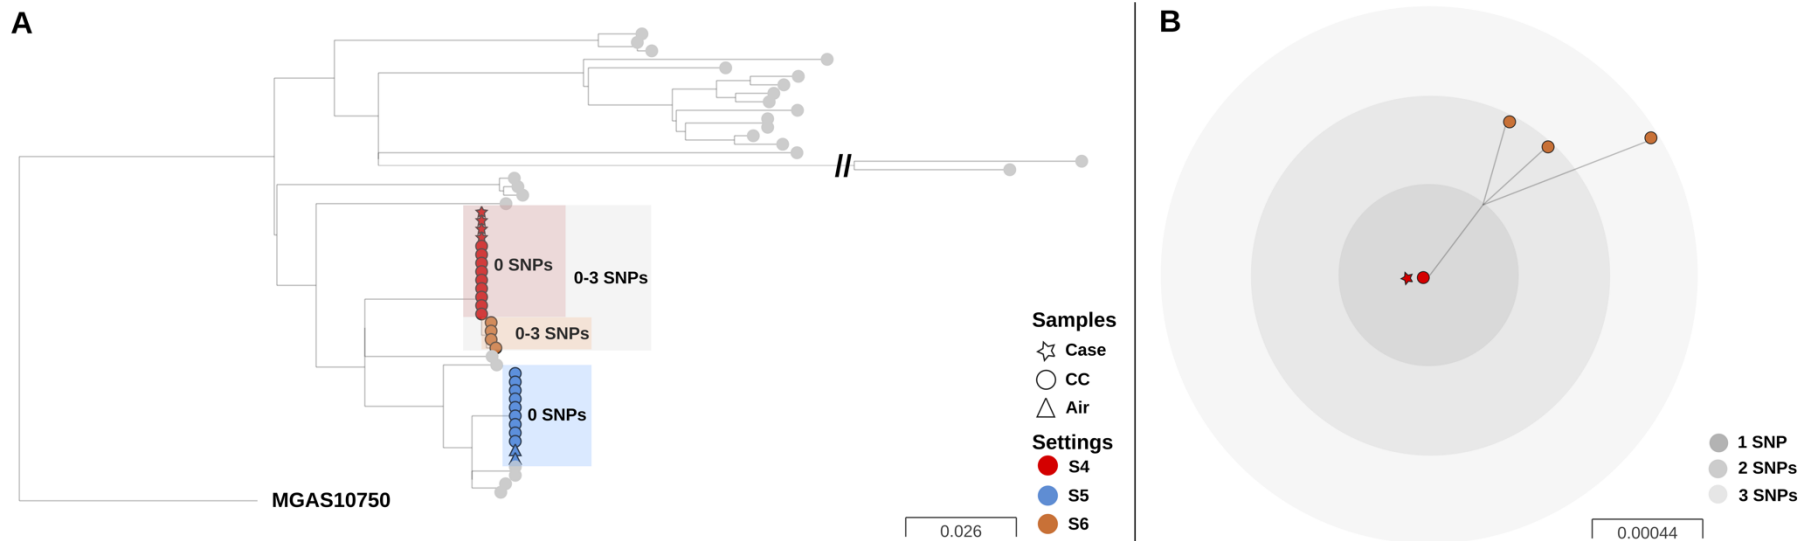 A
B
//
0 SNPs
0-3 SNPs
0-3 SNPs
0 SNPs
MGAS10750
Samples
Case
CC
Air
Settings
S4
S5
S6
0.026
1 SNP
2 SNPs
3 SNPs
0.00044